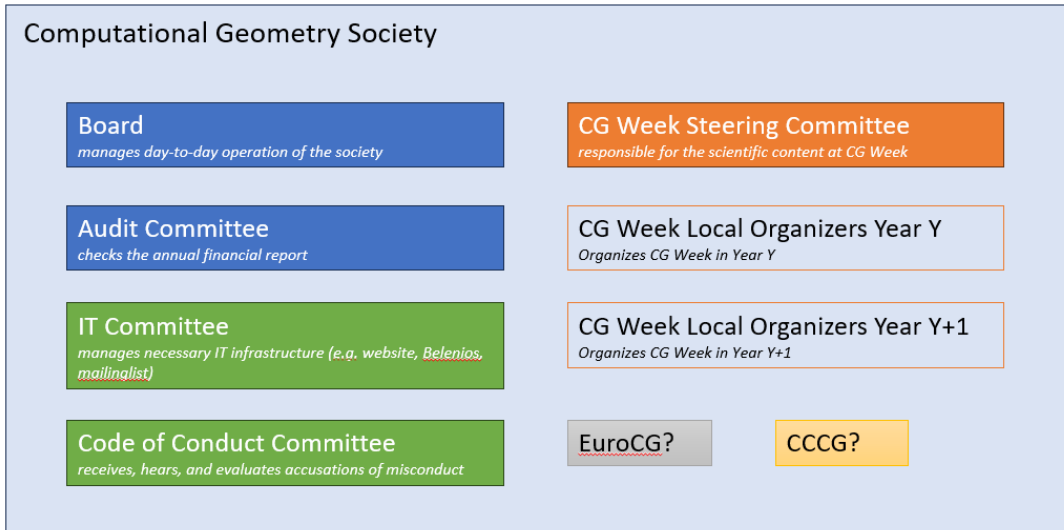 Computational Geometry Society
Board
manages day-to-day operation of the society
Audit Committee
checks the annual financial report
IT Committee
manages necessary IT infrastructure (e.g. website, Belenios,
mailinglist)
Code of Conduct Committee
receives, hears, and evaluates accusations of misconduct
CG Week Steering Committee
responsible for the scientific content at CG Week
CG Week Local Organizers Year Y
Organizes CG Week in Year Y
CG Week Local Organizers Year Y+1
Organizes CG Week in Year Y+1
EuroCG?
CCCG?